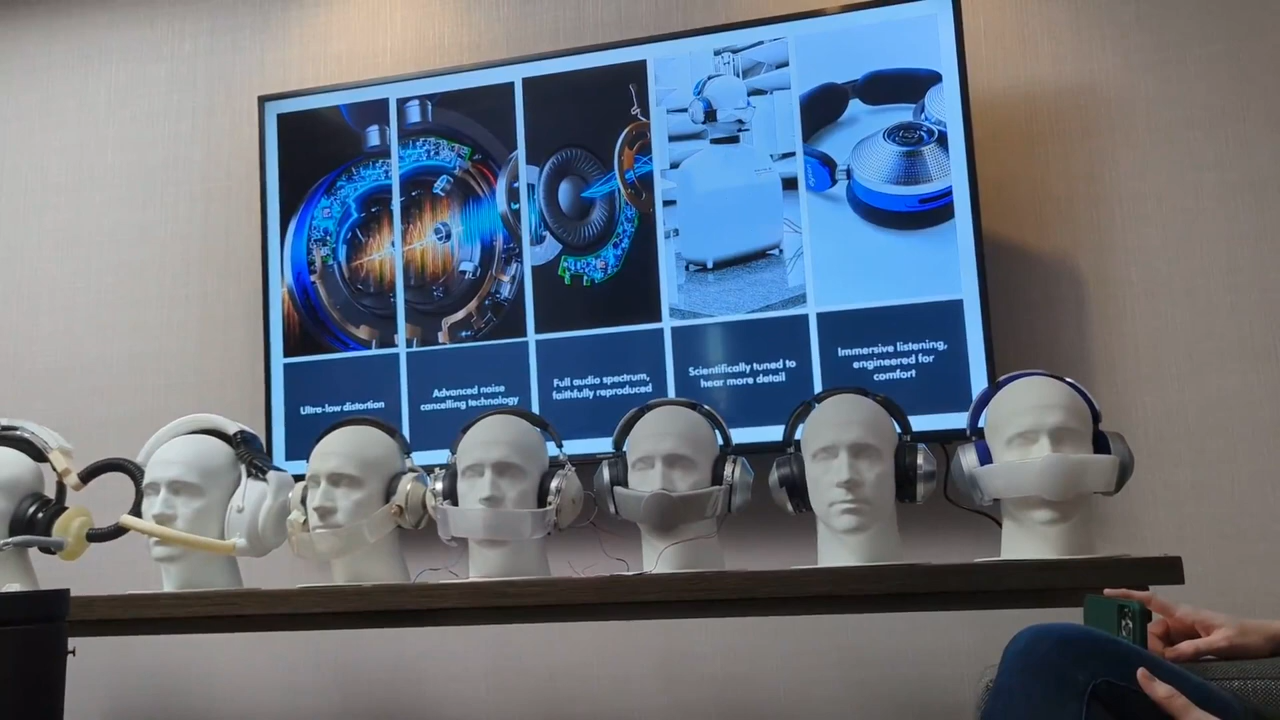 Ultra-low distortion
Advanced noise
cancelling technology
Full audio spectrum,
faithfully reproduced
Scientifically tuned to
hear more detail
Immersive listening,
engineered for
comfort